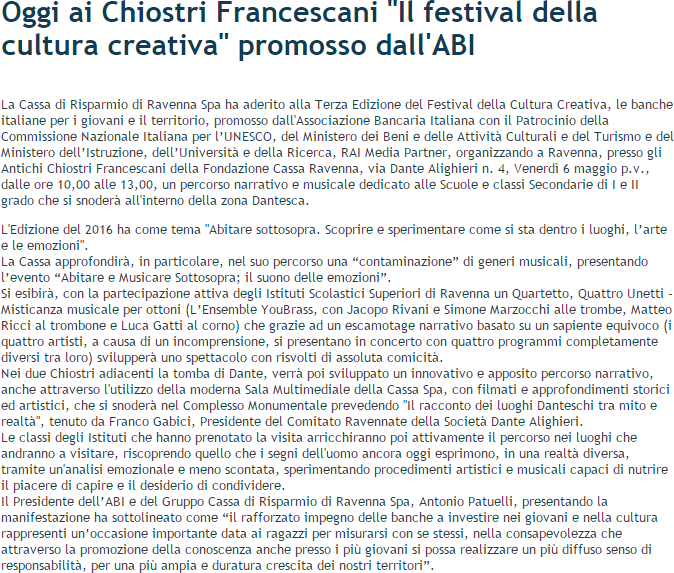 Oggi ai Chiostri Francescani "Il festival della
cultura creativa" promosso dall'ABI
La Cassa di Risparmio di Ravenna Spa ha aderito alla Terza Edizione del Festival della Cultura Creativa, le banche
italiane per i giovani e il territorio, promosso dall'Associazione Bancaria Italiana con il Patrocinio della
Commissione Nazionale Italiana per l’UNESCO, del Ministero dei Beni e delle Attività Culturali e del Turismo e del
Ministero dell’Istruzione, dell’Università e della Ricerca, RAI Media Partner, organizzando a Ravenna, presso gli
Antichi Chiostri Francescani della Fondazione Cassa Ravenna, via Dante Alighieri n. 4, Venerdì 6 maggio p.v.,
dalle ore 10,00 alle 13,00, un percorso narrativo e musicale dedicato alle Scuole e classi Secondarie di I e II
grado che si snoderà all'interno della zona Dantesca.
L'Edizione del 2016 ha come tema "Abitare sottosopra. Scoprire e sperimentare come si sta dentro i luoghi, l’arte
e le emozioni".
La Cassa approfondirà, in particolare, nel suo percorso una “contaminazione” di generi musicali, presentando
l’evento “Abitare e Musicare Sottosopra; il suono delle emozioni”.
Si esibirà, con la partecipazione attiva degli Istituti Scolastici Superiori di Ravenna un Quartetto, Quattro Unetti -
Misticanza musicale per ottoni (L’Ensemble YouBrass, con Jacopo Rivani e Simone Marzocchi alle trombe, Matteo
Ricci al trombone e Luca Gatti al corno) che grazie ad un escamotage narrativo basato su un sapiente equivoco (i
quattro artisti, a causa di un incomprensione, si presentano in concerto con quattro programmi completamente
diversi tra loro) svilupperà uno spettacolo con risvolti di assoluta comicità.
Nei due Chiostri adiacenti la tomba di Dante, verrà poi sviluppato un innovativo e apposito percorso narrativo,
anche attraverso l'utilizzo della moderna Sala Multimediale della Cassa Spa, con filmati e approfondimenti storici
ed artistici, che si snoderà nel Complesso Monumentale prevedendo "Il racconto dei luoghi Danteschi tra mito e
realtà", tenuto da Franco Gabici, Presidente del Comitato Ravennate della Società Dante Alighieri.
Le classi degli Istituti che hanno prenotato la visita arricchiranno poi attivamente il percorso nei luoghi che
andranno a visitare, riscoprendo quello che i segni dell'uomo ancora oggi esprimono, in una realtà diversa,
tramite un'analisi emozionale e meno scontata, sperimentando procedimenti artistici e musicali capaci di nutrire
il piacere di capire e il desiderio di condividere.
Il Presidente dell’ABI e del Gruppo Cassa di Risparmio di Ravenna Spa, Antonio Patuelli, presentando la
manifestazione ha sottolineato come “il rafforzato impegno delle banche a investire nei giovani e nella cultura
rappresenti un’occasione importante data ai ragazzi per misurarsi con se stessi, nella consapevolezza che
attraverso la promozione della conoscenza anche presso i più giovani si possa realizzare un più diffuso senso di
responsabilità, per una più ampia e duratura crescita dei nostri territori”.